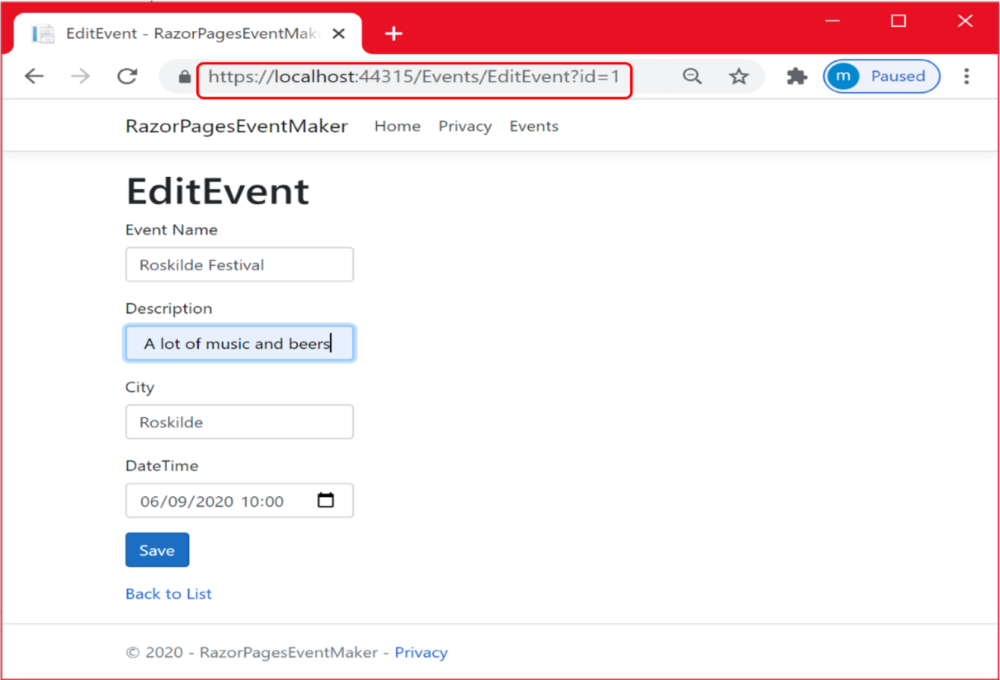 EditEvent - RazorPagesEventMak
https://localhost:44315/Events/EditEvent?id=1
m Paused
RazorPagesEventMaker Home Privacy Events
EditEvent
Event Name
Roskilde Festival
Description
A lot of music and beers
City
Roskilde
DateTime
06/09/2020 10:00
Save
Back to List
© 2020 - RazorPagesEventMaker - Privacy